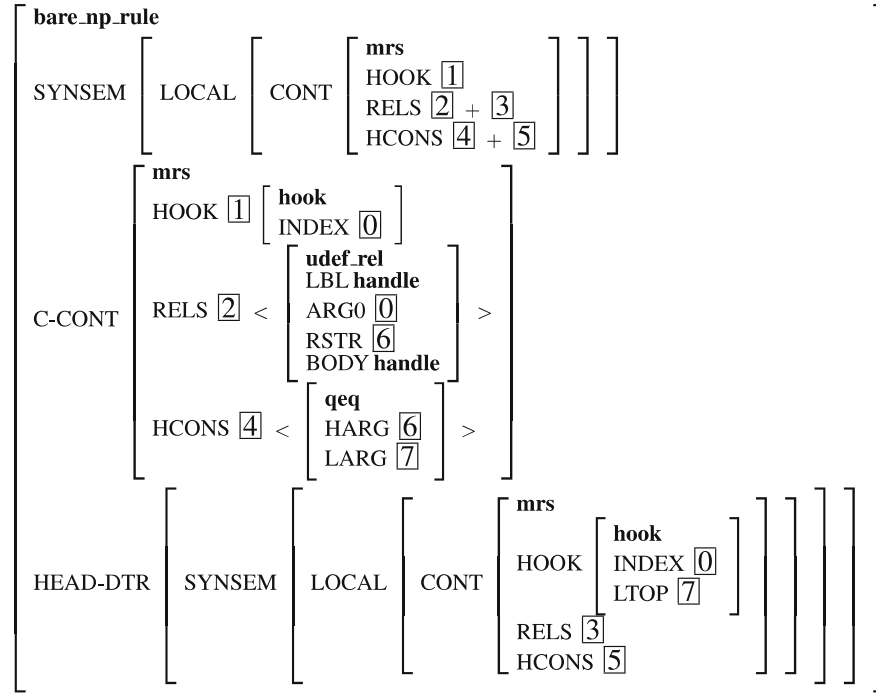 bare_np_rule
mrs
HOOK 1
SYNSEM LOCAL CONT
RELS 2 + 3
HCONS 4 + 5
mrs
HOOK 1 hook
INDEX 0
udef_rel
LBL handle
RELS 2 < ARG0 0 >
C-CONT
RSTR 6
BODY handle
qeq
HCONS 4 < HARG 6 >
LARG 7
mrs
hook
HOOK INDEX 0
HEAD-DTR SYNSEM LOCAL CONT
LTOP 7
RELS 3
HCONS 5